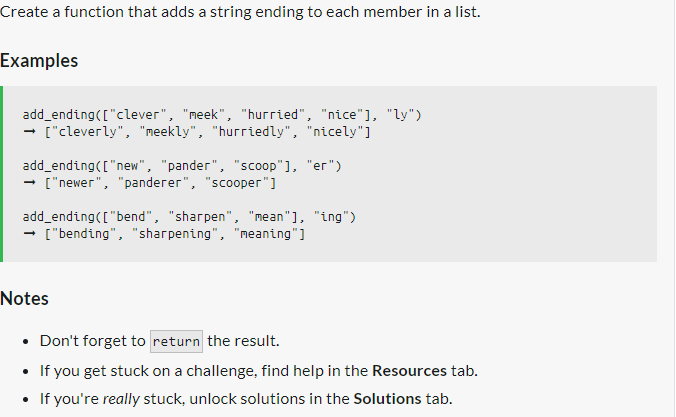 Create a function that adds a string ending to each member in a list.
Examples
add_ending(["clever", "meek", "hurried", "nice"], "ly")
→ ["cleverly", "meekly", "hurriedly", "nicely"]
add_ending(["new", "pander", "scoop"], "er")
→ ["newer", "panderer", "scooper"]
add_ending(["bend", "sharpen", "mean"], "ing")
→ ["bending", "sharpening", "meaning"]
Notes
• Don't forget to return the result.
• If you get stuck on a challenge, find help in the Resources tab.
• If you're really stuck, unlock solutions in the Solutions tab.